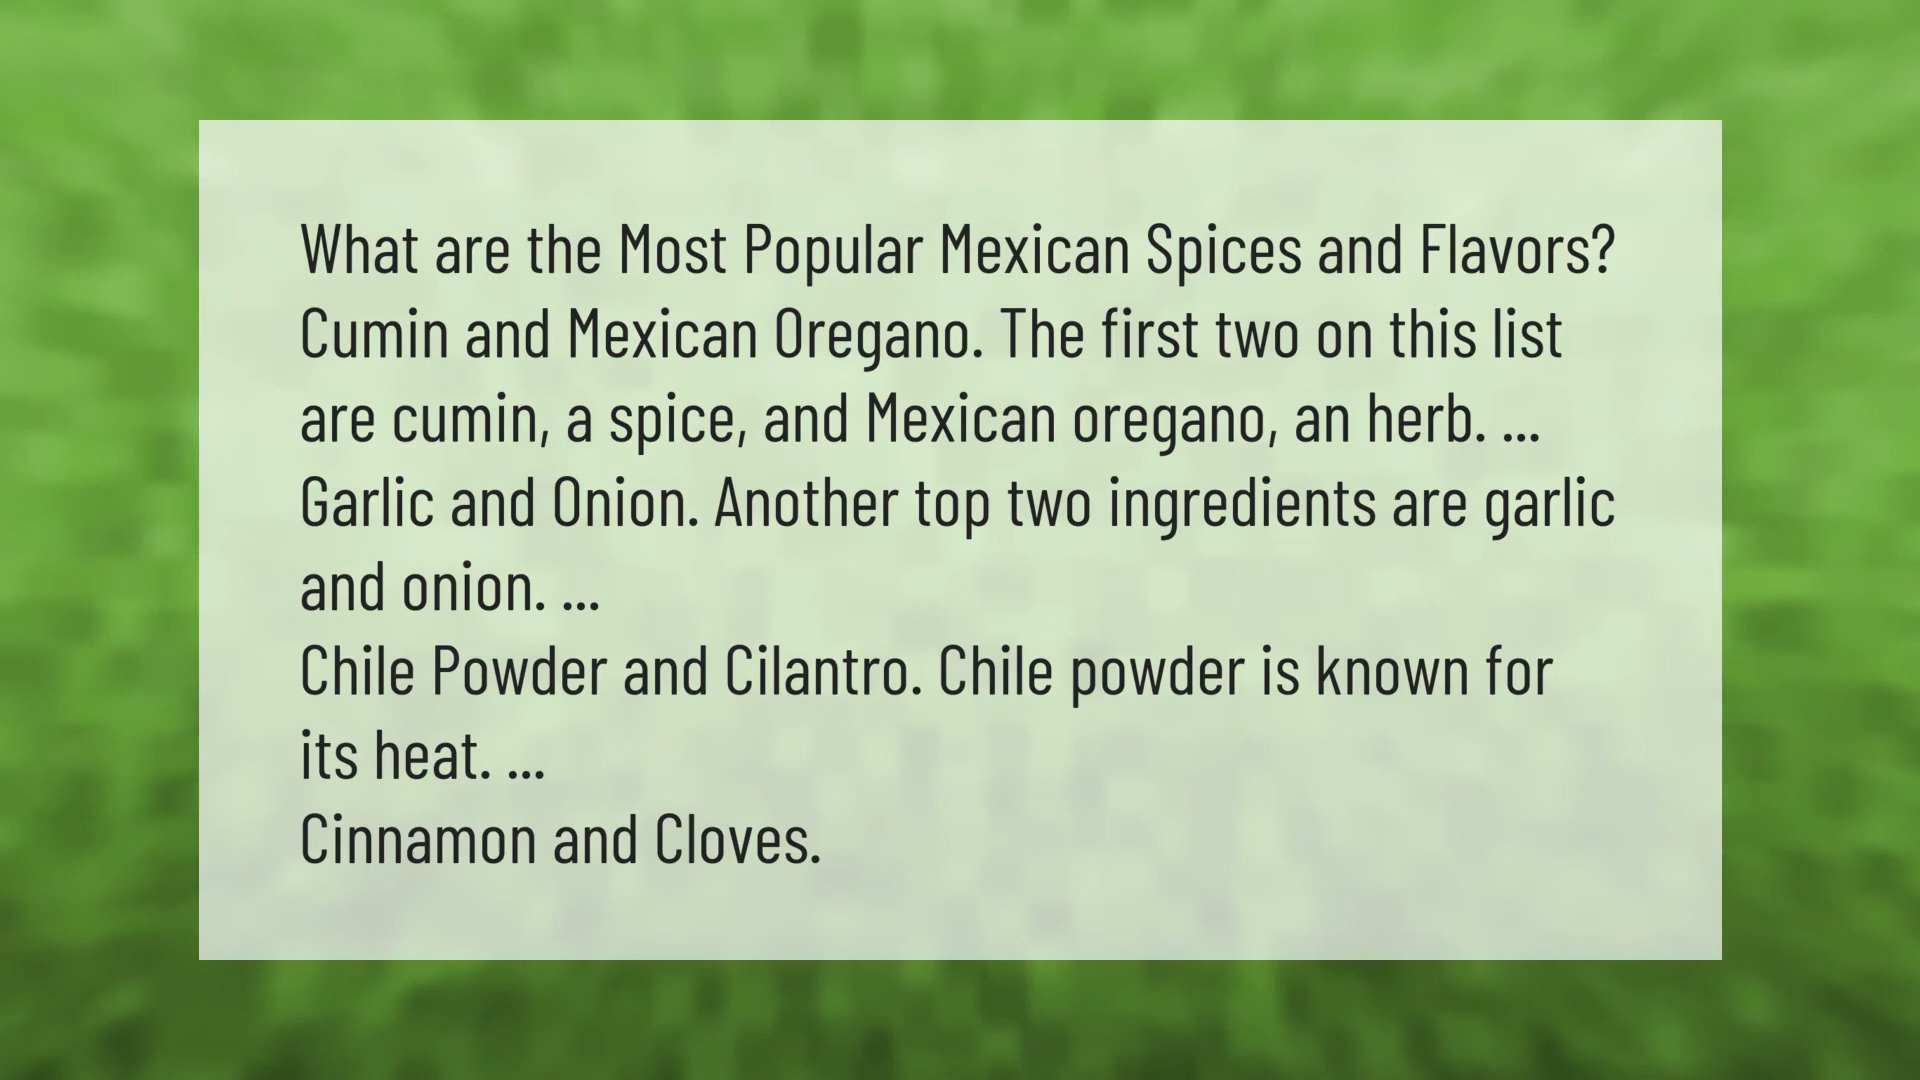 What are the Most Popular Mexican Spices and Flavors?
Cumin and Mexican Oregano. The first two on this list
are cumin, a spice, and Mexican oregano, an herb. ...
Garlic and Onion. Another top two ingredients are garlic
and onion. ...
Chile Powder and Cilantro. Chile powder is known for
its heat. ...
Cinnamon and Cloves.